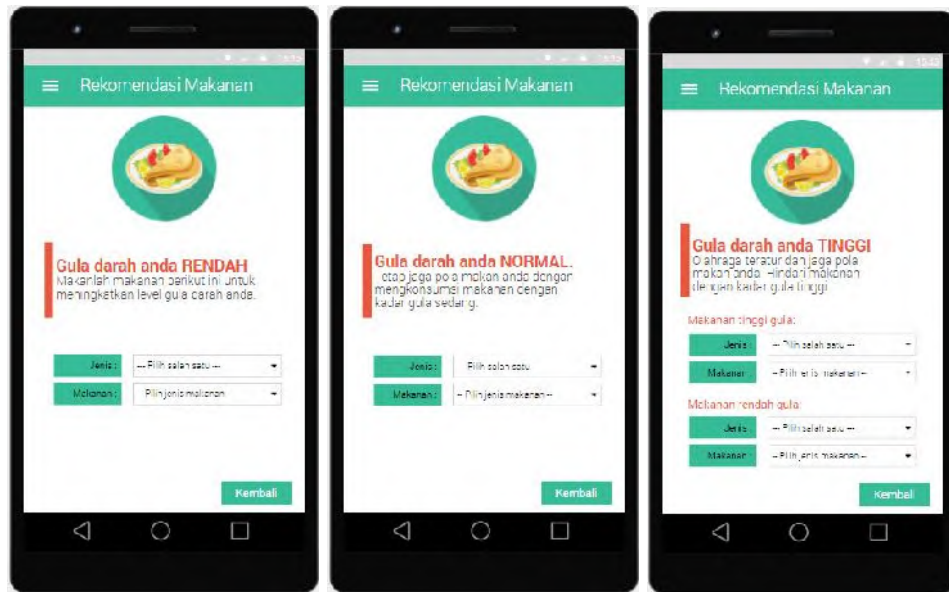 Rekomendasi Makanan
Gula darah anda RENDAH
Makanlah makanan berikut ini untuk
meningkatkan level gula darah anda.
Jenis :
--- Pilih salah satu ---
Makanan :
Pilih jenis makanan
Kembali
Rekomendasi Makanan
Gula darah anda NORMAL.
Tetap jaga pola makan anda dengan
mengkonsumsi makanan dengan
kadar gula sedang.
Jenis :
Pilih salah satu
Makanan :
-- Pilih jenis makanan --
Kembali
Rekomendasi Makanan
Gula darah anda TINGGI
Olahraga teratur dan jaga pola
makan anda. Hindari makanan
dengan kadar gula tinggi
Makanan tinggi gula:
Jenis :
-- Pilih salah satu --
Makanan :
-- Pilih jenis makanan --
Makanan rendah gula:
Jenis :
-- Pilih salah satu --
Makanan :
-- Pilih jenis makanan --
Kembali